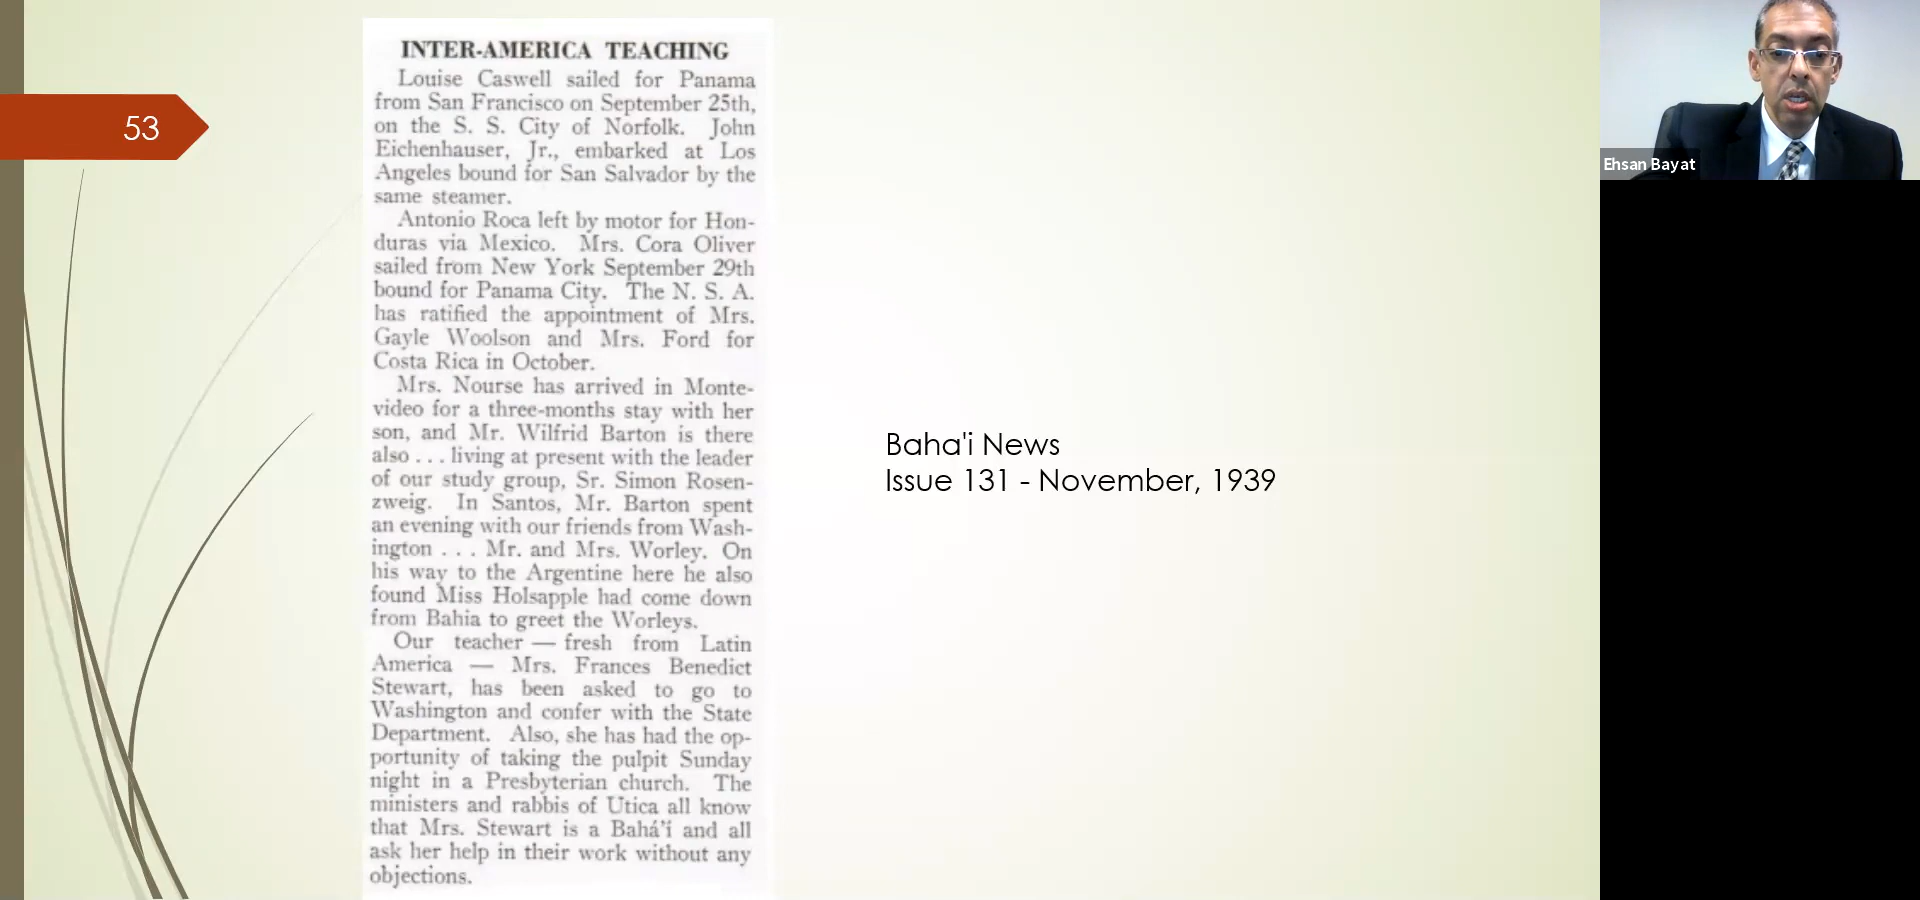 53
INTER-AMERICA TEACHING
Louise Caswell sailed for Panama
from San Francisco on September 25th,
on the S. S. City of Norfolk. John
Eichenhauser, Jr., embarked at Los
Angeles bound for San Salvador by the
same steamer.
Antonio Roca left by motor for Hon-
duras via Mexico. Mrs. Cora Oliver
sailed from New York September 29th
bound for Panama City. The N. S. A.
has ratified the appointment of Mrs.
Gayle Woolson and Mrs. Ford for
Costa Rica in October.
Mrs. Nourse has arrived in Monte-
video for a three-months stay with her
son, and Mr. Wilfrid Barton is there
also . . . living at present with the leader
of our study group, Sr. Simon Rosen-
zweig. In Santos, Mr. Barton spent
an evening with our friends from Wash-
ington . . . Mr. and Mrs. Worley. On
his way to the Argentine here he also
found Miss Holsapple had come down
from Bahia to greet the Worleys.
Our teacher — fresh from Latin
America — Mrs. Frances Benedict
Stewart, has been asked to go to
Washington and confer with the State
Department. Also, she has had the op-
portunity of taking the pulpit Sunday
night in a Presbyterian church. The
ministers and rabbis of Utica all know
that Mrs. Stewart is a Bahá'í and all
ask her help in their work without any
objections.
Baha'i News
Issue 131 - November, 1939
Ehsan Bayat